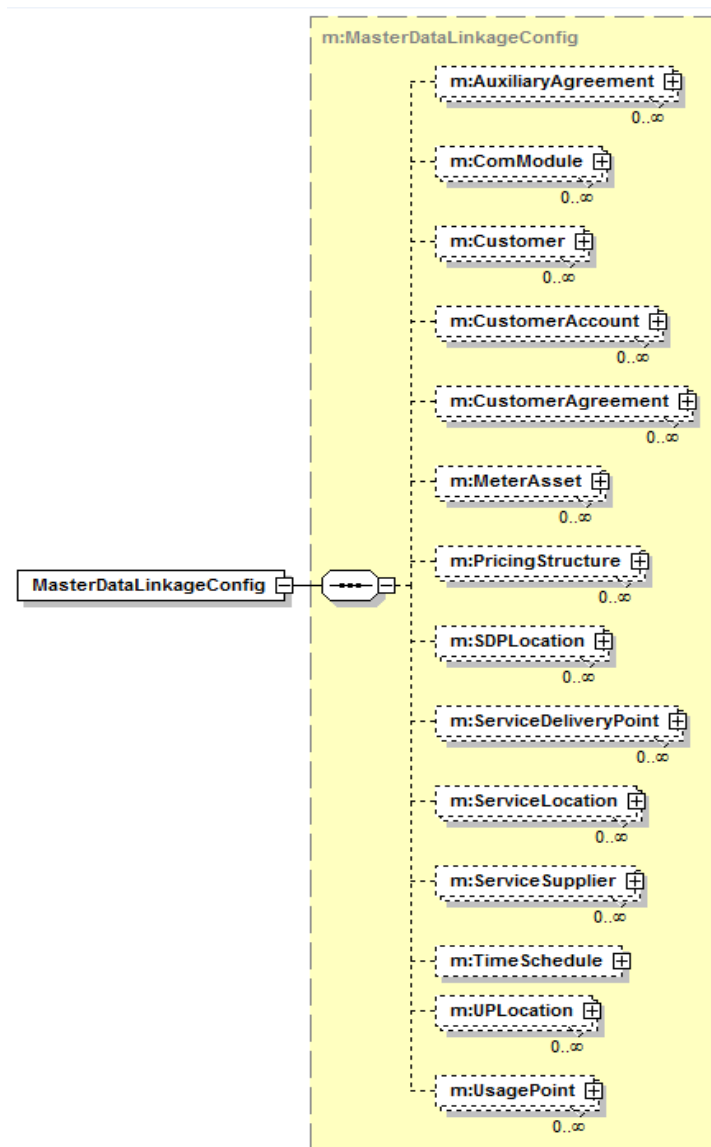 m:MasterDataLinkageConfig
m:AuxiliaryAgreement
0..∞
m:ComModule
0..∞
m:Customer
0..∞
m:CustomerAccount
0..∞
m:CustomerAgreement
0..∞
m:MeterAsset
0..∞
m:PricingStructure
0..∞
MasterDataLinkageConfig
m:SDPLocation
0..∞
m:ServiceDeliveryPoint
0..∞
m:ServiceLocation
0..∞
m:ServiceSupplier
0..∞
m:TimeSchedule
m:UPLocation
0..∞
m:UsagePoint
0..∞